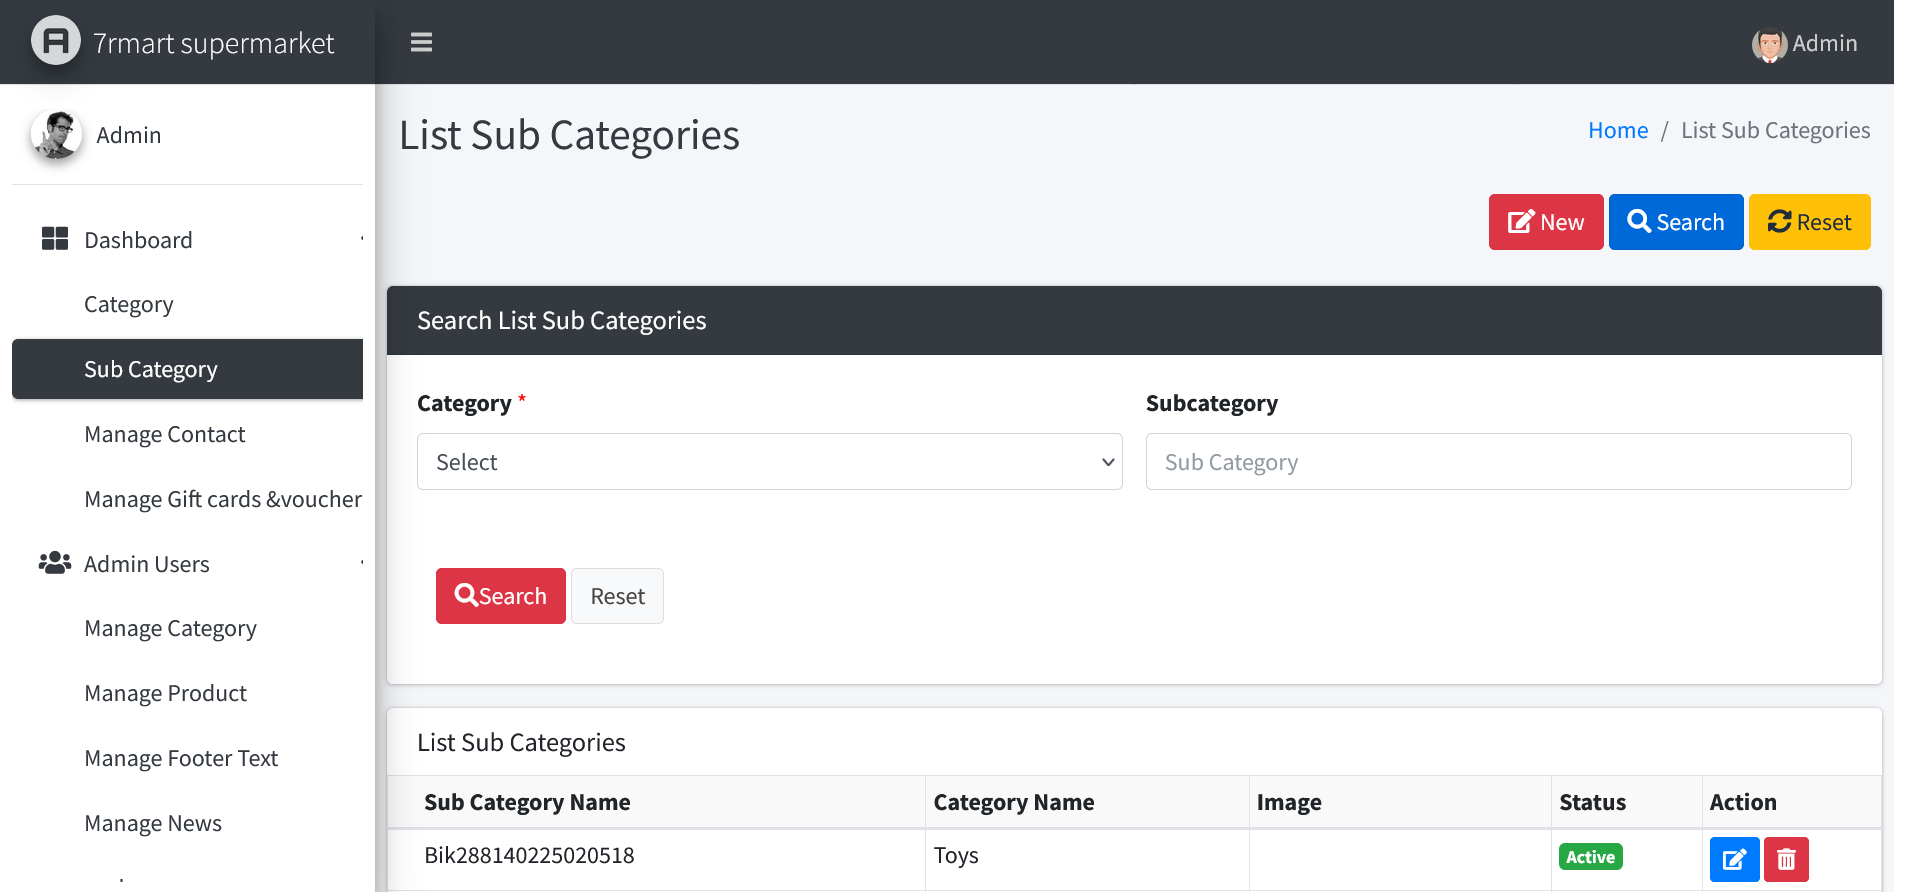 7rmart supermarket
Admin
Admin
Dashboard
Category
Sub Category
Manage Contact
Manage Gift cards &voucher
Admin Users
Manage Category
Manage Product
Manage Footer Text
Manage News
List Sub Categories
Home / List Sub Categories
New Search Reset
Search List Sub Categories
Category *
Subcategory
Select
Sub Category
Search Reset
List Sub Categories
Sub Category Name Category Name Image Status Action
Bik288140225020518 Toys Active